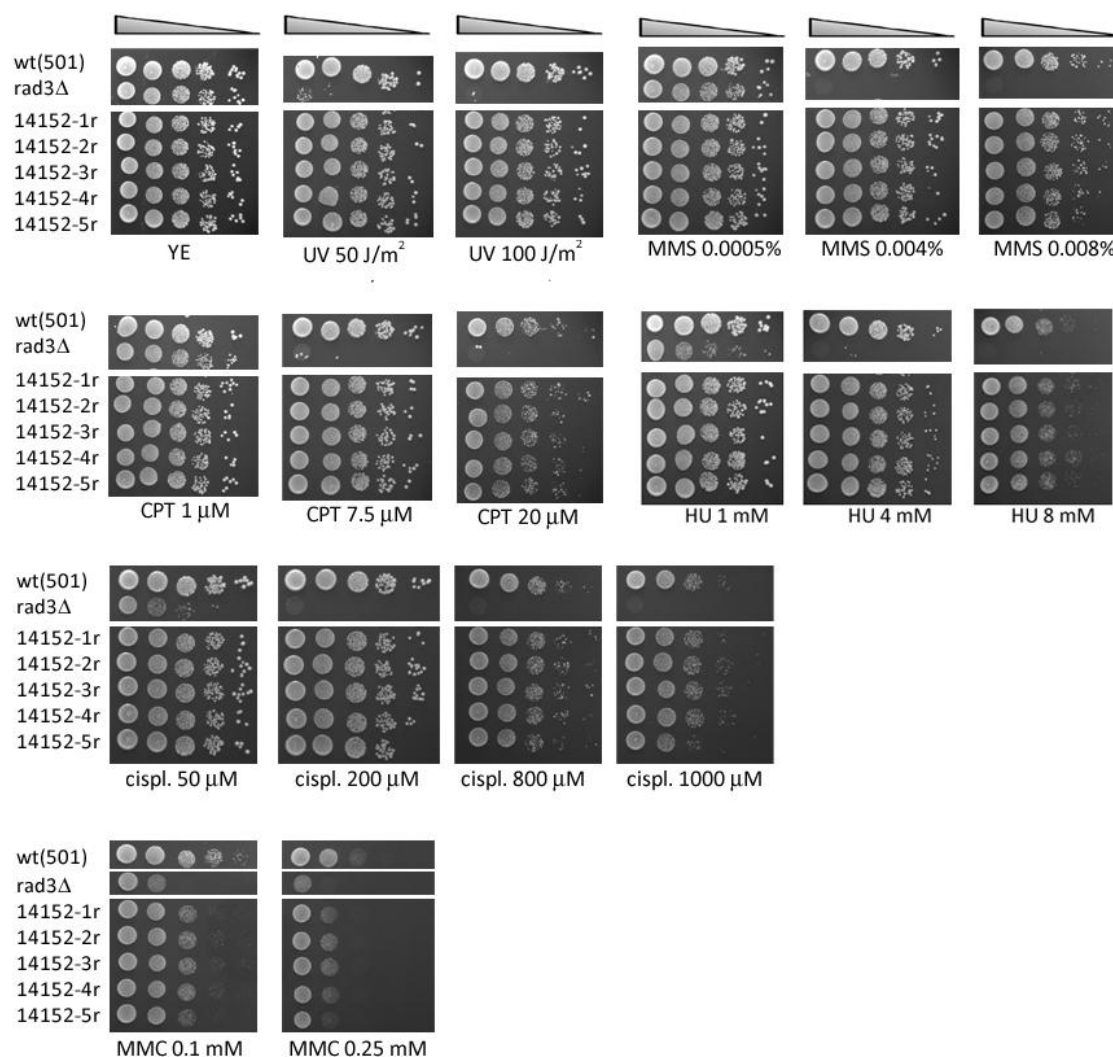 wt(501)
rad3Δ
14152-1r
14152-2r
14152-3r
14152-4r
14152-5r
YE
UV 50 J/m²
UV 100 J/m²
MMS 0.0005%
MMS 0.004%
MMS 0.008%
wt(501)
rad3Δ
14152-1r
14152-2r
14152-3r
14152-4r
14152-5r
CPT 1 μM
CPT 7.5 μM
CPT 20 μM
HU 1 mM
HU 4 mM
HU 8 mM
wt(501)
rad3Δ
14152-1r
14152-2r
14152-3r
14152-4r
14152-5r
cispl. 50 μM
cispl. 200 μM
cispl. 800 μM
cispl. 1000 μM
wt(501)
rad3Δ
14152-1r
14152-2r
14152-3r
14152-4r
14152-5r
MMC 0.1 mM
MMC 0.25 mM